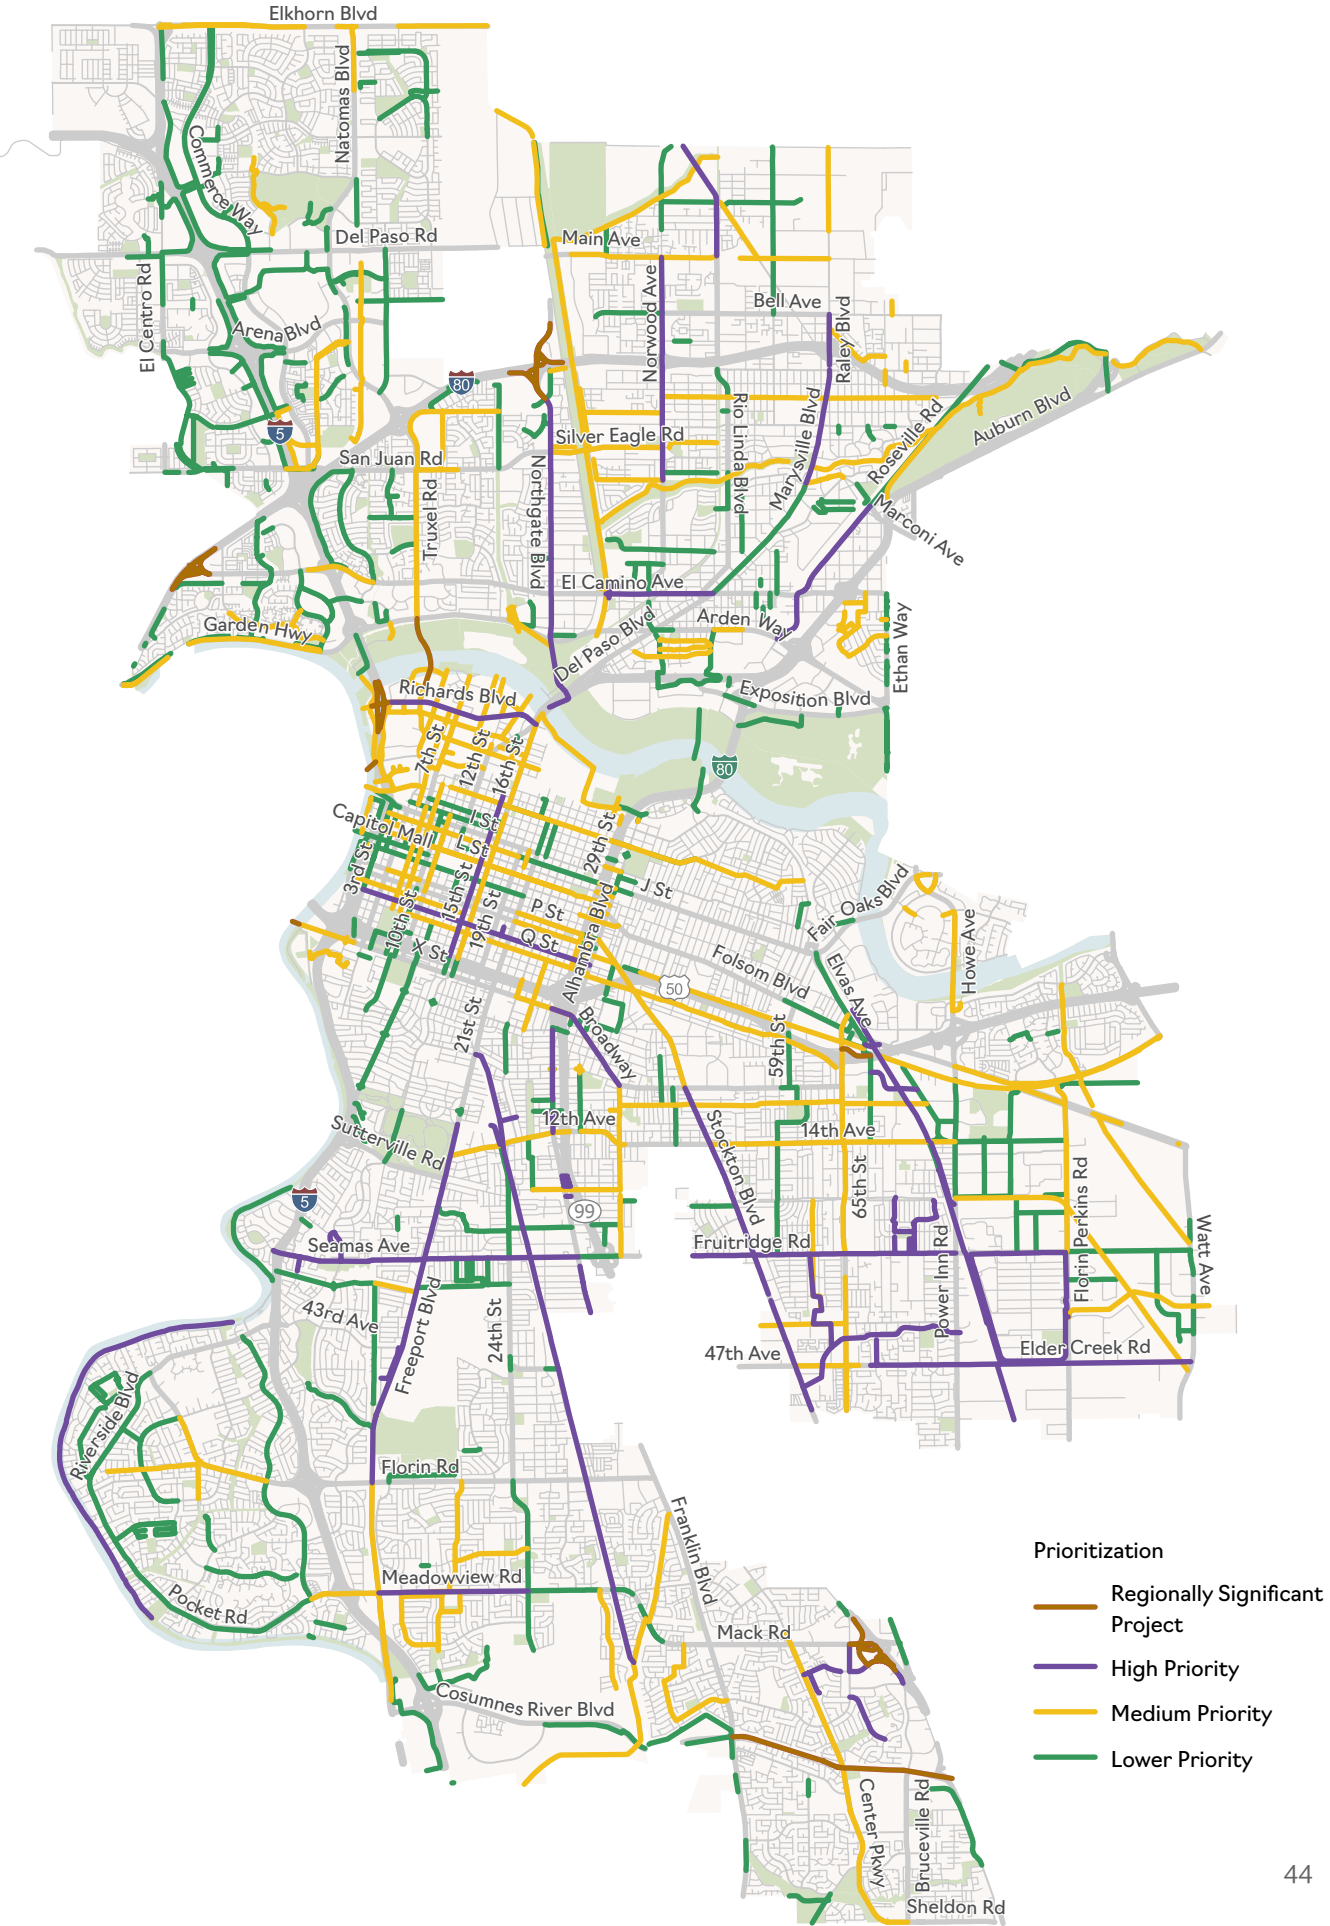 Elkhorn Blvd
Natomas Blvd
Commerce Way
Del Paso Rd
Main Ave
El Centro Rd
Norwood Ave
Bell Ave
Raley Blvd
Arena Blvd
80
5
Rio Linda Blvd
Marysville Blvd
Roseville Rd
Auburn Blvd
Silver Eagle Rd
San Juan Rd
Truxel Rd
Northgate Blvd
Marconi Ave
El Camino Ave
Garden Hwy
Del Paso Blvd
Arden Way
Ethan Way
Richards Blvd
Exposition Blvd
7th St
12th St
16th St
80
Capitol Mall
I St
L St
29th St
3rd St
J St
15th St
10th St
19th St
P St
Q St
X St
Alhambra Blvd
Fair Oaks Blvd
Howe Ave
Folsom Blvd
Elvas Ave
50
21st St
Broadway
59th St
12th Ave
14th Ave
Sutterville Rd
Stockton Blvd
65th St
Florin Perkins Rd
5
99
Watt Ave
Seamas Ave
Fruitridge Rd
Power Inn Rd
43rd Ave
Freeport Blvd
24th St
47th Ave
Elder Creek Rd
Riverside Blvd
Florin Rd
Franklin Blvd
Meadowview Rd
Pocket Rd
Mack Rd
Cosumnes River Blvd
Center Pkwy
Bruceville Rd
Sheldon Rd
Prioritization
Regionally Significant
Project
High Priority
Medium Priority
Lower Priority
44